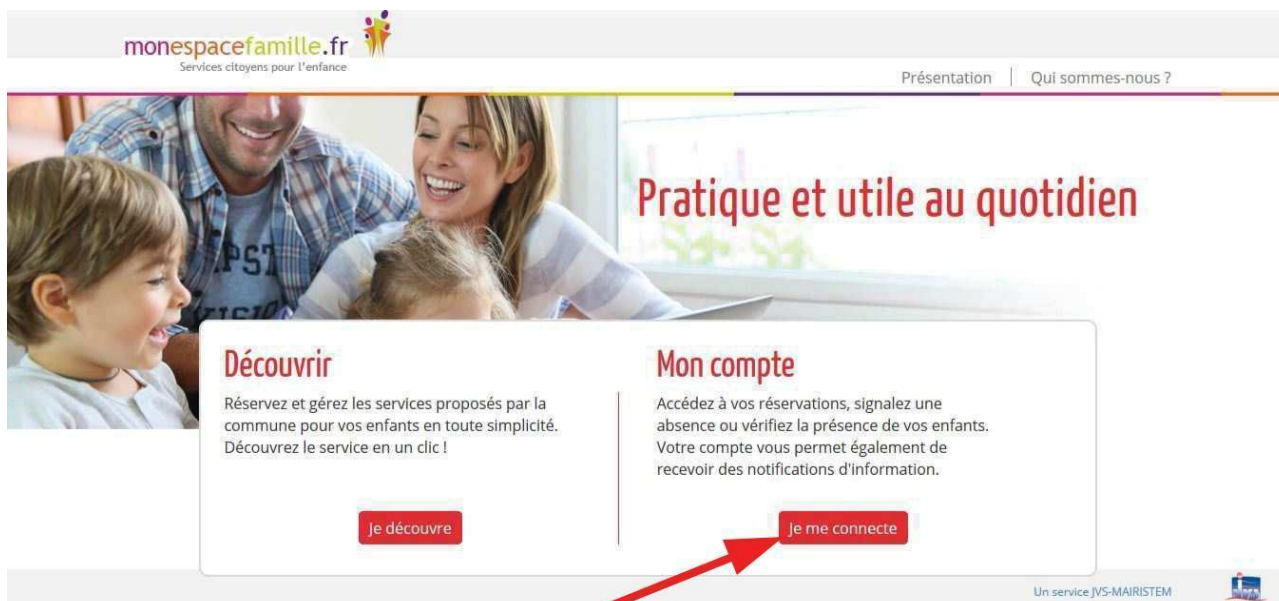 monespacefamille.fr
Services citoyens pour l'enfance
Présentation
Qui sommes-nous ?
Pratique et utile au quotidien
Découvrir
Réservez et gérez les services proposés par la
commune pour vos enfants en toute simplicité.
Découvrez le service en un clic !
Je découvre
Mon compte
Accédez à vos réservations, signalez une
absence ou vérifiez la présence de vos enfants.
Votre compte vous permet également de
recevoir des notifications d'information.
Je me connecte
Un service JVS-MAIRISTEM